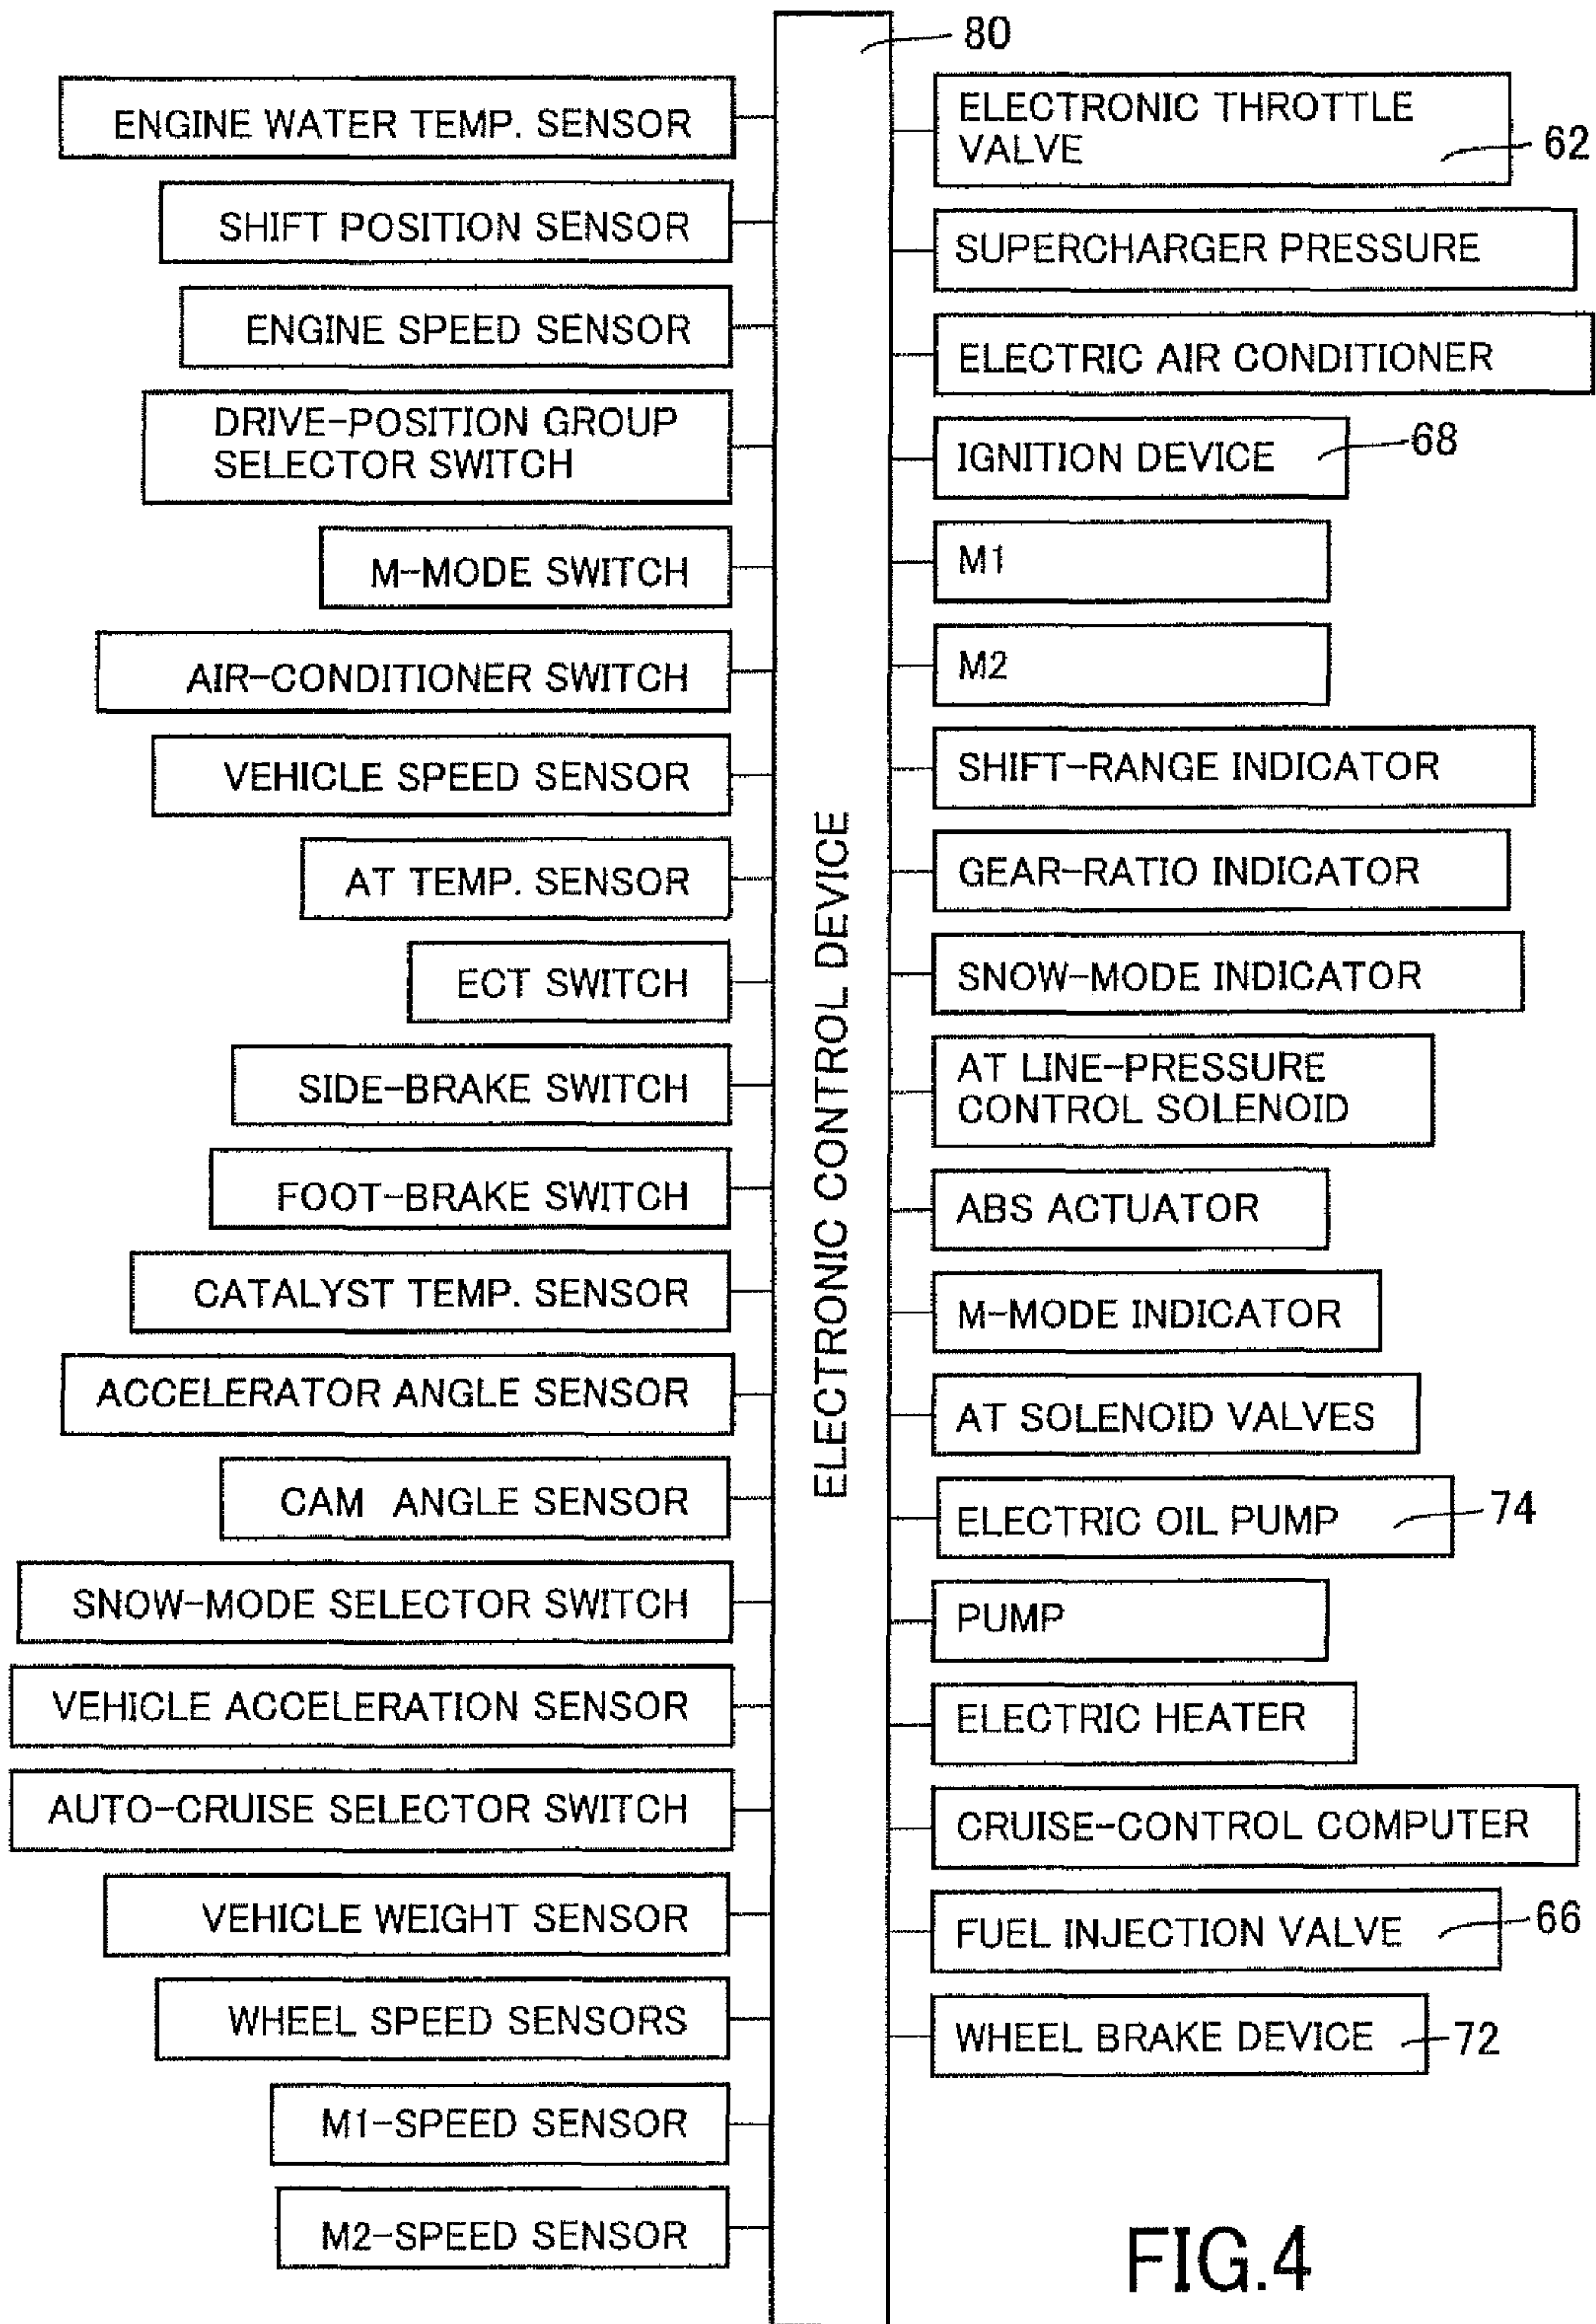 80
ENGINE WATER TEMP. SENSOR
SHIFT POSITION SENSOR
ENGINE SPEED SENSOR
DRIVE-POSITION GROUP
SELECTOR SWITCH
M-MODE SWITCH
AIR-CONDITIONER SWITCH
VEHICLE SPEED SENSOR
AT TEMP. SENSOR
ECT SWITCH
SIDE-BRAKE SWITCH
FOOT-BRAKE SWITCH
CATALYST TEMP. SENSOR
ACCELERATOR ANGLE SENSOR
CAM ANGLE SENSOR
SNOW-MODE SELECTOR SWITCH
VEHICLE ACCELERATION SENSOR
AUTO-CRUISE SELECTOR SWITCH
VEHICLE WEIGHT SENSOR
WHEEL SPEED SENSORS
M1-SPEED SENSOR
M2-SPEED SENSOR
ELECTRONIC CONTROL DEVICE
ELECTRONIC THROTTLE
VALVE
62
SUPERCHARGER PRESSURE
ELECTRIC AIR CONDITIONER
IGNITION DEVICE
68
M1
M2
SHIFT-RANGE INDICATOR
GEAR-RATIO INDICATOR
SNOW-MODE INDICATOR
AT LINE-PRESSURE
CONTROL SOLENOID
ABS ACTUATOR
M-MODE INDICATOR
AT SOLENOID VALVES
ELECTRIC OIL PUMP
74
PUMP
ELECTRIC HEATER
CRUISE-CONTROL COMPUTER
FUEL INJECTION VALVE
66
WHEEL BRAKE DEVICE
72
FIG.4